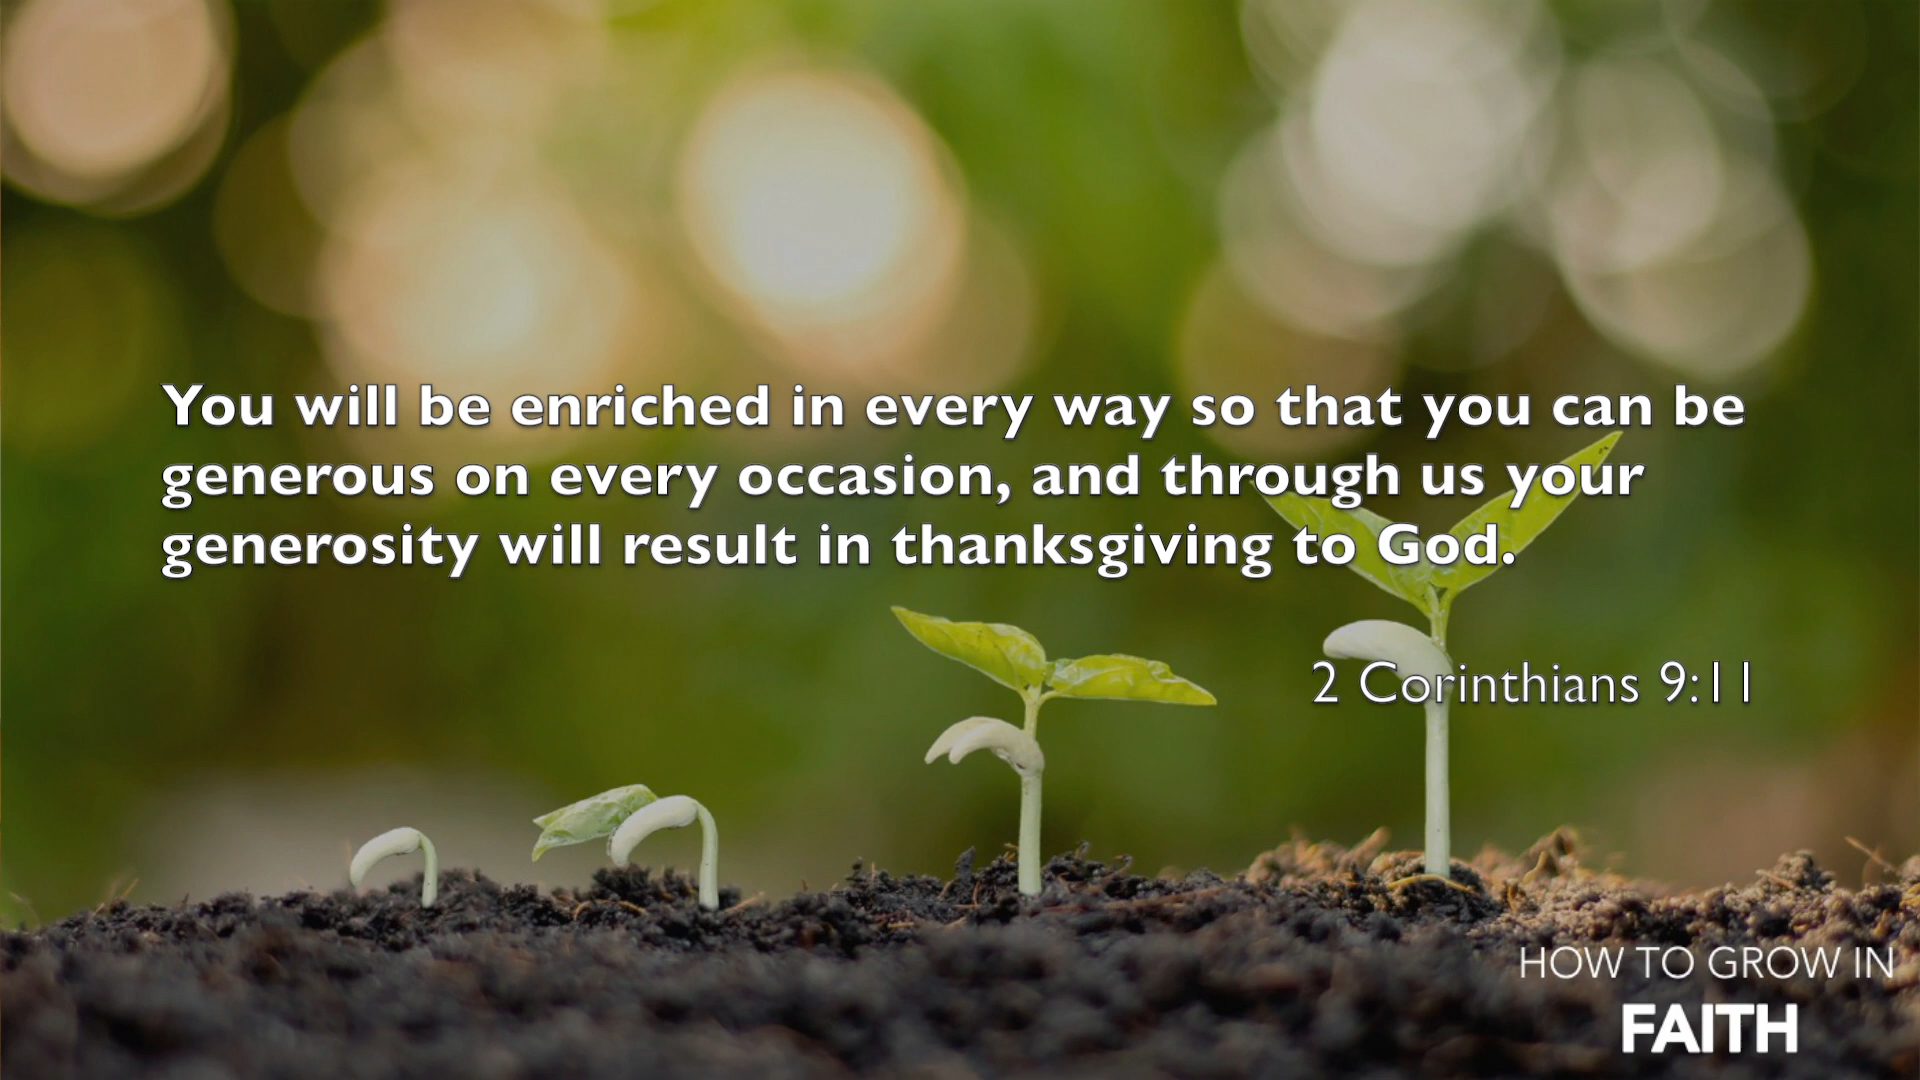 You will be enriched in every way so that you can be
generous on every occasion, and through us your
generosity will result in thanksgiving to God.
2 Corinthians 9:11
HOW TO GROW IN
FAITH